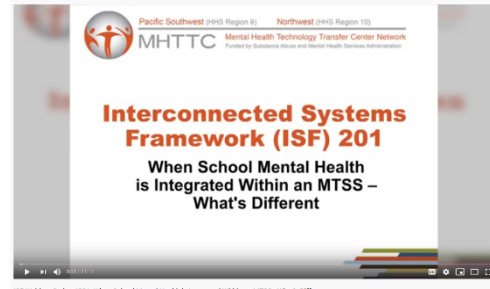 Pacific Southwest (HHS Region 9) Northwest (HHS Region 10)
MHTTC Mental Health Technology Transfer Center Network
Funded by Substance Abuse and Mental Health Services Administration
Interconnected Systems
Framework (ISF) 201
When School Mental Health
is Integrated Within an MTSS –
What's Different